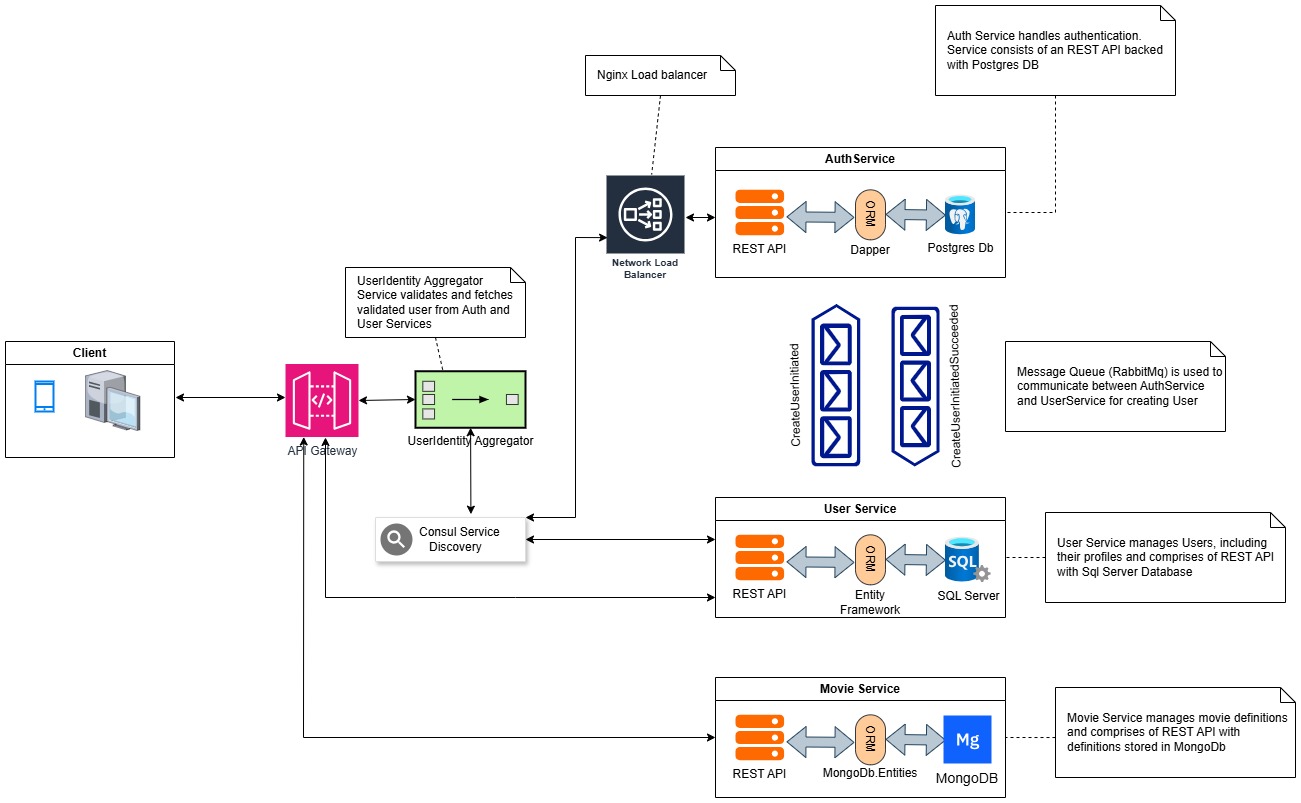 Auth Service handles authentication.
Service consists of an REST API backed
with Postgres DB
Nginx Load balancer
AuthService
REST API
ORM
Dapper
Postgres Db
Network Load
Balancer
UserIdentity Aggregator
Service validates and fetches
validated user from Auth and
User Services
Client
</>
API Gateway
UserIdentity Aggregator
CreateUserInitiated
CreateUserInitiatedSucceeded
Message Queue (RabbitMq) is used to
communicate between AuthService
and UserService for creating User
Consul Service
Discovery
User Service
REST API
ORM
Entity
Framework
SQL
SQL Server
User Service manages Users, including
their profiles and comprises of REST API
with Sql Server Database
Movie Service
REST API
ORM
MongoDb.Entities
Mg
MongoDB
Movie Service manages movie definitions
and comprises of REST API with
definitions stored in MongoDb